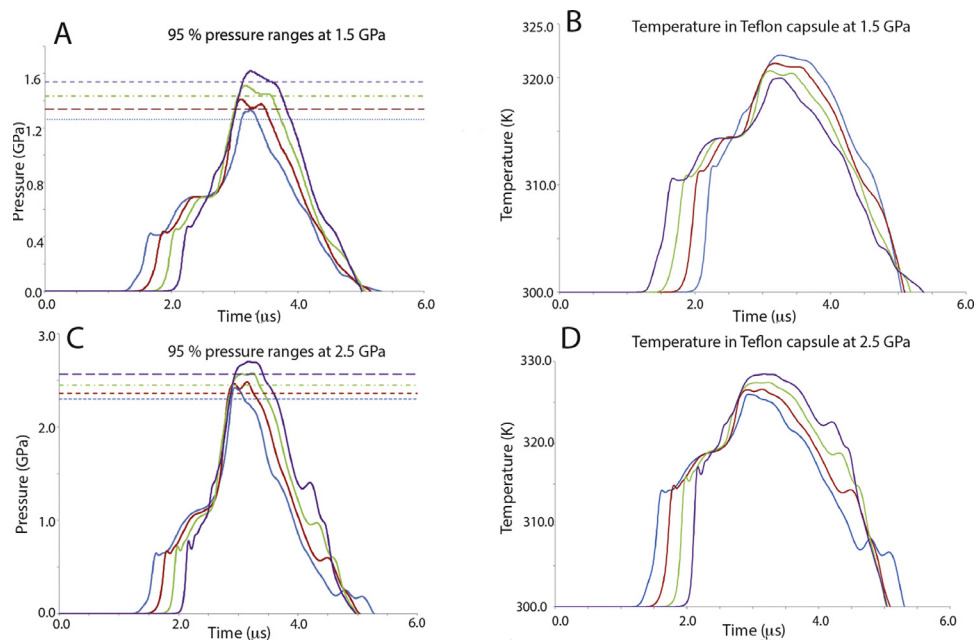 A
95 % pressure ranges at 1.5 GPa
1.6
1.2
0.8
0.4
0.0
Pressure (GPa)
0.0 2.0 4.0 6.0
Time (μs)
B
Temperature in Teflon capsule at 1.5 GPa
325.0
320.0
310.0
300.0
Temperature (K)
0.0 2.0 4.0 6.0
Time (μs)
C
95 % pressure ranges at 2.5 GPa
3.0
2.0
1.0
0.0
Pressure (GPa)
0.0 2.0 4.0 6.0
Time (μs)
D
Temperature in Teflon capsule at 2.5 GPa
330.0
320.0
310.0
300.0
Temperature (K)
0.0 2.0 4.0 6.0
Time (μs)